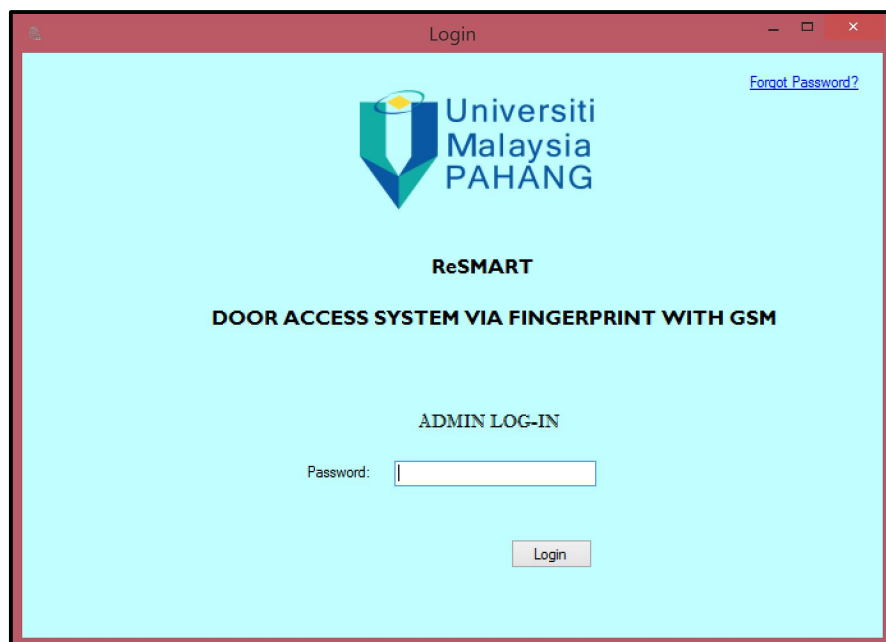 Login
Forgot Password?
Universiti
Malaysia
PAHANG
ReSMART
DOOR ACCESS SYSTEM VIA FINGERPRINT WITH GSM
ADMIN LOG-IN
Password:
Login